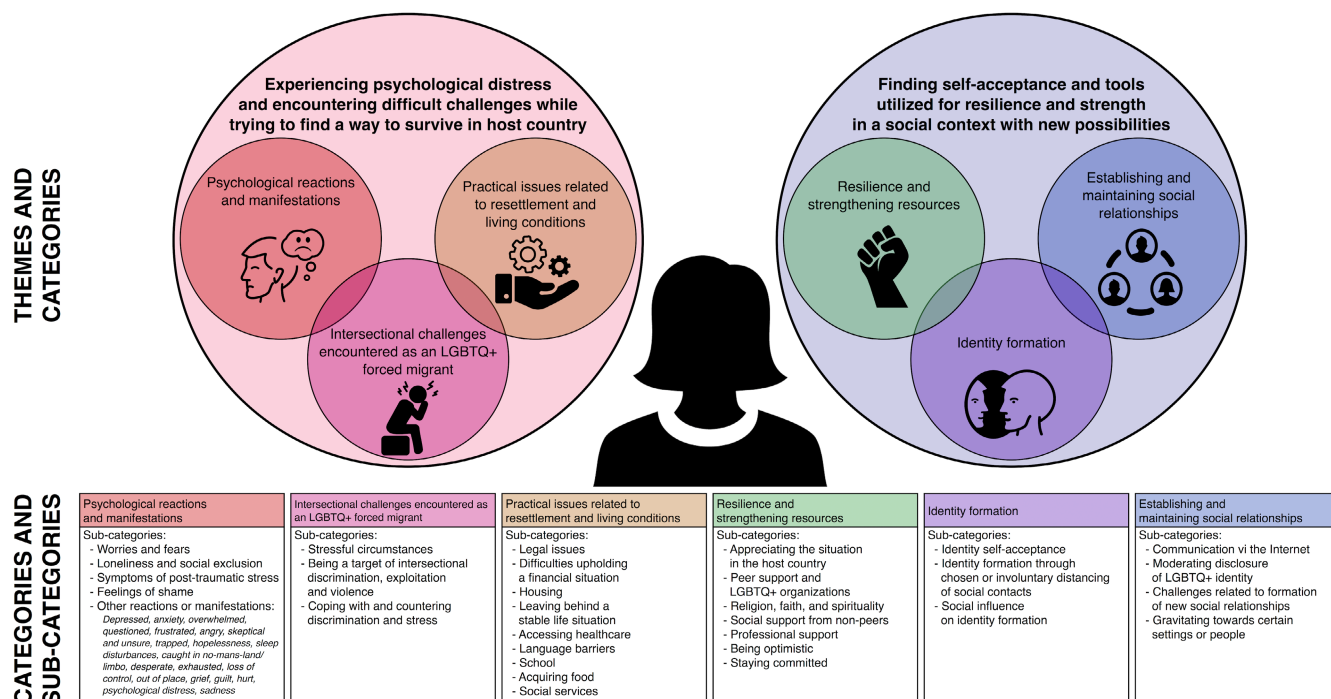 THEMES AND
CATEGORIES
Experiencing psychological distress
and encountering difficult challenges while
trying to find a way to survive in host country
Psychological reactions
and manifestations
Practical issues related
to resettlement and
living conditions
Intersectional challenges
encountered as an LGBTQ+
forced migrant
Finding self-acceptance and tools
utilized for resilience and strength
in a social context with new possibilities
Resilience and
strengthening resources
Establishing and
maintaining social
relationships
Identity formation
CATEGORIES AND
SUB-CATEGORIES
Psychological reactions
and manifestations
Sub-categories:
- Worries and fears
- Loneliness and social exclusion
- Symptoms of post-traumatic stress
- Feelings of shame
- Other reactions or manifestations:
Depressed, anxiety, overwhelmed,
questioned, frustrated, angry, skeptical
and unsure, trapped, hopelessness, sleep
disturbances, caught in no-mans-land/
limbo, desperate, exhausted, loss of
control, out of place, grief, guilt, hurt,
psychological distress, sadness
Intersectional challenges encountered as
an LGBTQ+ forced migrant
Sub-categories:
- Stressful circumstances
- Being a target of intersectional
discrimination, exploitation
and violence
- Coping with and countering
discrimination and stress
Practical issues related to
resettlement and living conditions
Sub-categories:
- Legal issues
- Difficulties upholding
a financial situation
- Housing
- Leaving behind a
stable life situation
- Accessing healthcare
- Language barriers
- School
- Acquiring food
- Social services
Resilience and
strengthening resources
Sub-categories:
- Appreciating the situation
in the host country
- Peer support and
LGBTQ+ organizations
- Religion, faith, and spirituality
- Social support from non-peers
- Professional support
- Being optimistic
- Staying committed
Identity formation
Sub-categories:
- Identity self-acceptance
- Identity formation through
chosen or involuntary distancing
of social contacts
- Social influence
on identity formation
Establishing and
maintaining social relationships
Sub-categories:
- Communication vi the Internet
- Moderating disclosure
of LGBTQ+ identity
- Challenges related to formation
of new social relationships
- Gravitating towards certain
settings or people